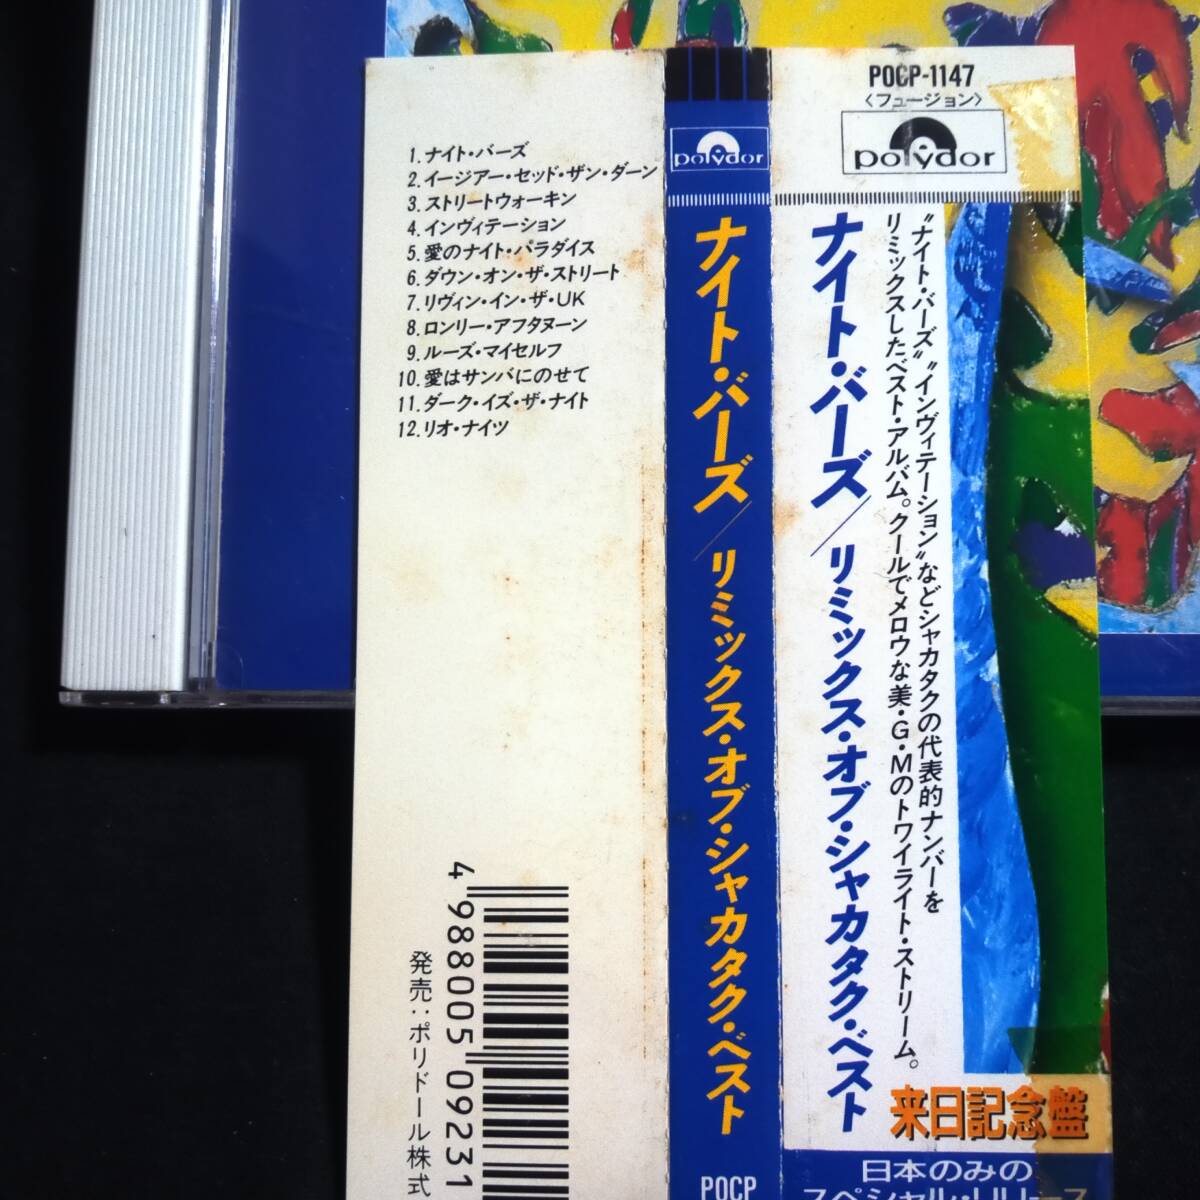 1.ナイト・バーズ
2.イージアー・セッド・ザン・ダーン
3.ストリートウォーキン
4.インヴィテーション
5.愛のナイト・パラダイス
6.ダウン・オン・ザ・ストリート
7.リヴィン・イン・ザ・UK
8.ロンリー・アフタヌーン
9.ルーズ・マイセルフ
10.愛はサンバにのせて
11.ダーク・イズ・ザ・ナイト
12.リオ・ナイツ
4 988005 09231
発売:ポリドール株式
polydor
ナイト・バーズ/リミックス・オブ・シャカタク・ベスト
POCP
POCP-1147
〈フュージョン〉
polydor
ナイト・バーズ/リミックス・オブ・シャカタク・ベスト
"ナイト・バーズ" "インヴィテーション"などシャカタクの代表的ナンバーを
リミックスしたベスト・アルバム。クールでメロウな美・G・Mのトワイライト・ストリーム。
来日記念盤
日本のみの
スペシャル・リリース